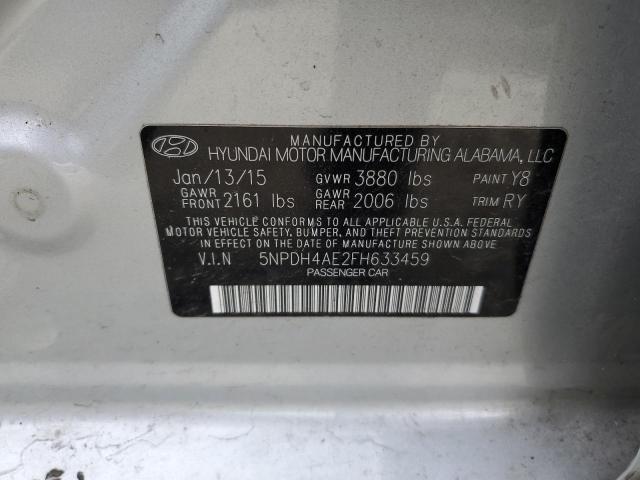 MANUFACTURED BY
HYUNDAI MOTOR MANUFACTURING ALABAMA, LLC
Jan/13/15 GVWR 3880 lbs PAINT Y8
GAWR FRONT 2161 lbs GAWR REAR 2006 lbs TRIM RY
THIS VEHICLE CONFORMS TO ALL APPLICABLE U.S.A. FEDERAL
MOTOR VEHICLE SAFETY, BUMPER, AND THEFT PREVENTION STANDARDS
IN EFFECT ON THE DATE OF MANUFACTURE SHOWN ABOVE
V.I.N 5NPDH4AE2FH633459
PASSENGER CAR